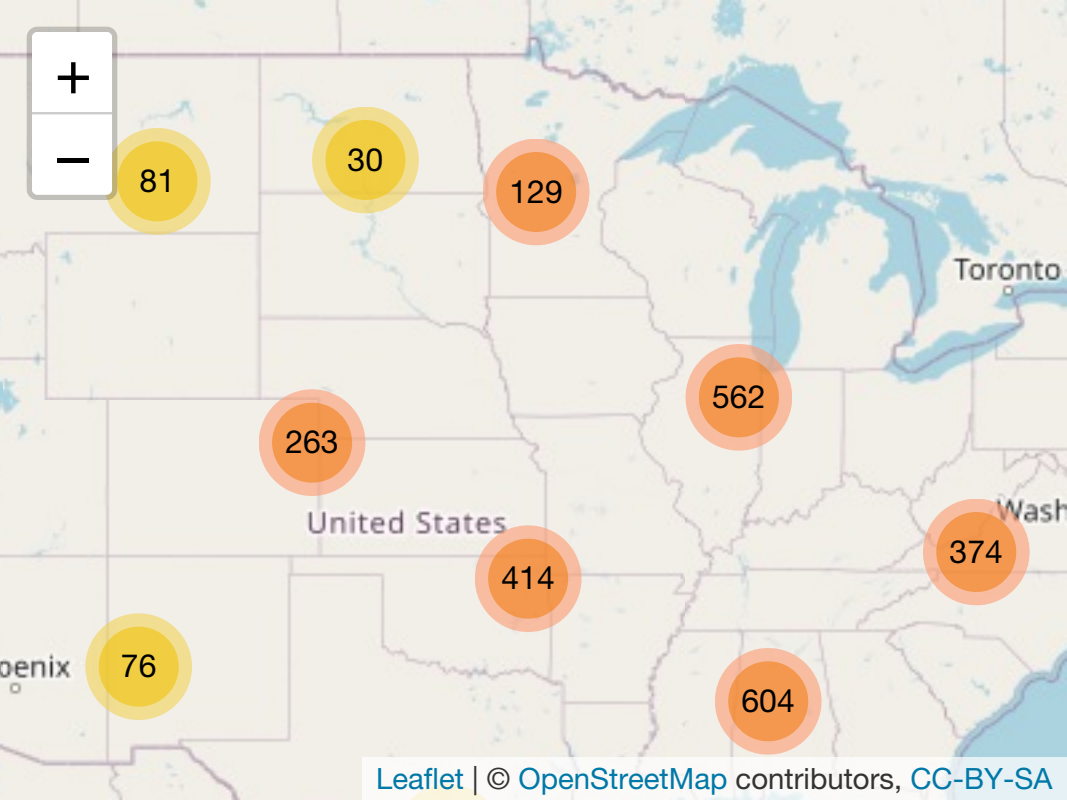 +
−
81
30
129
Toronto
562
263
United States
Wash
374
414
oenix
76
604
Leaflet | © OpenStreetMap contributors, CC-BY-SA